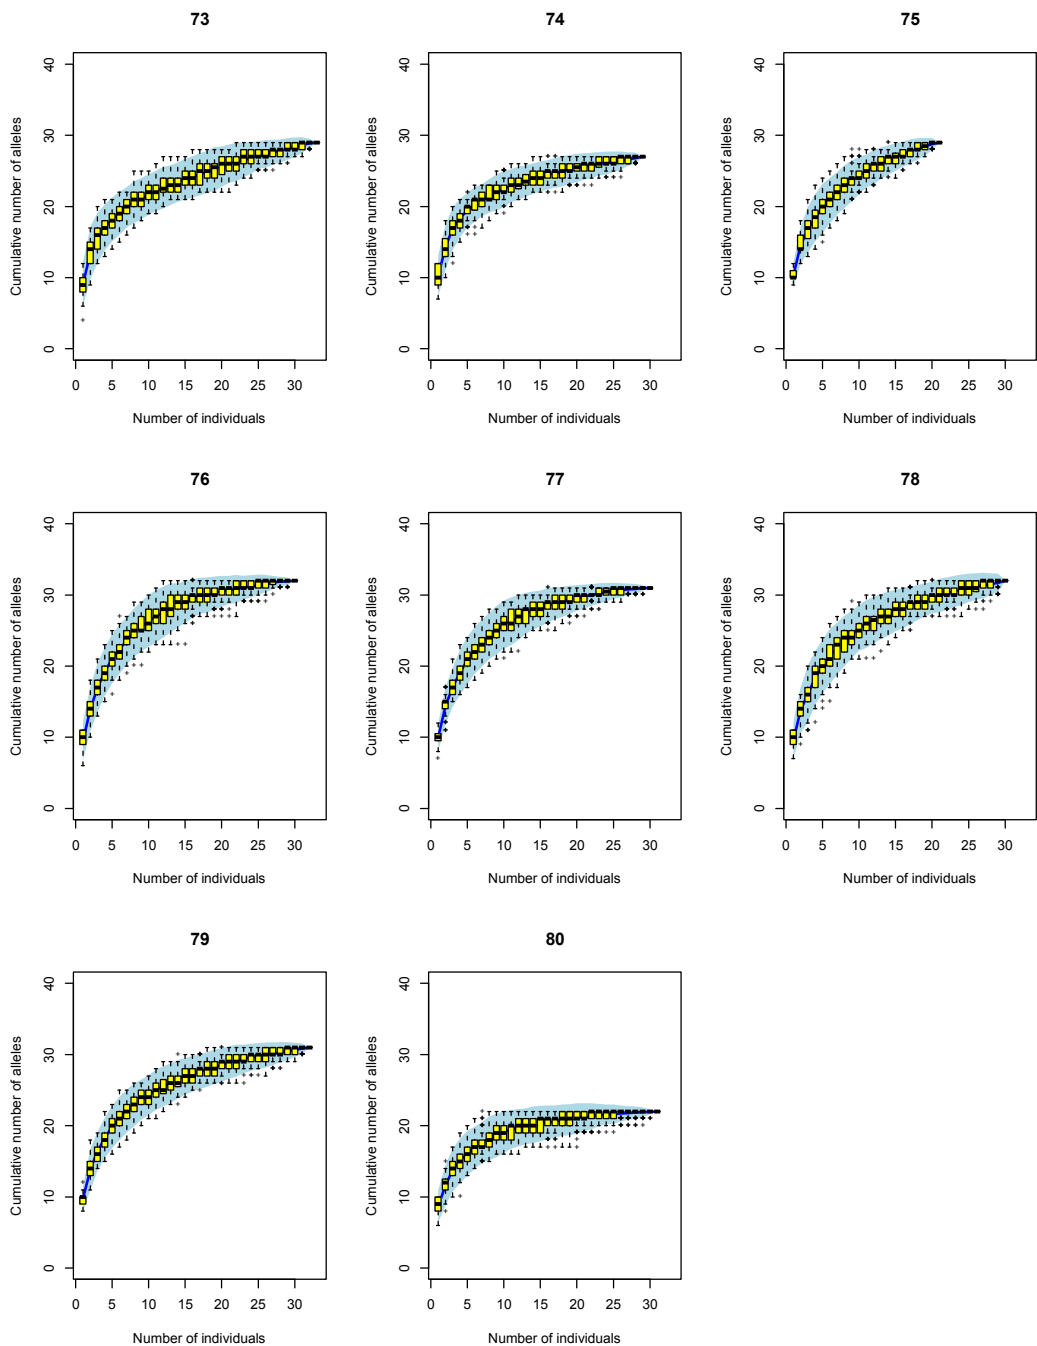 73 74 75
Cumulative number of alleles Cumulative number of alleles Cumulative number of alleles
40 40 40
30 30 30
20 20 20
10 10 10
0 0 0
0 5 10 15 20 25 30 0 5 10 15 20 25 30 0 5 10 15 20 25 30
Number of individuals Number of individuals Number of individuals
76 77 78
Cumulative number of alleles Cumulative number of alleles Cumulative number of alleles
40 40 40
30 30 30
20 20 20
10 10 10
0 0 0
0 5 10 15 20 25 30 0 5 10 15 20 25 30 0 5 10 15 20 25 30
Number of individuals Number of individuals Number of individuals
79 80
Cumulative number of alleles Cumulative number of alleles
40 40
30 30
20 20
10 10
0 0
0 5 10 15 20 25 30 0 5 10 15 20 25 30
Number of individuals Number of individuals